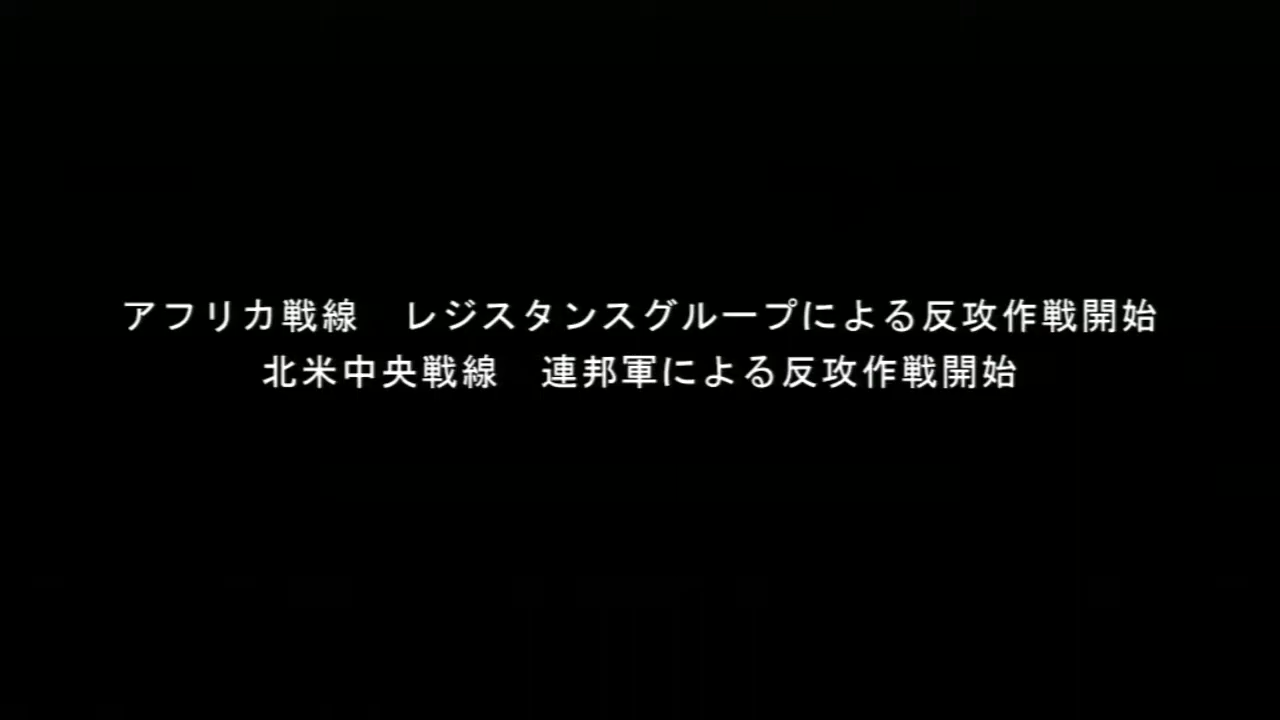 アフリカ戦線　レジスタンスグループによる反攻作戦開始
北米中央戦線　連邦軍による反攻作戦開始